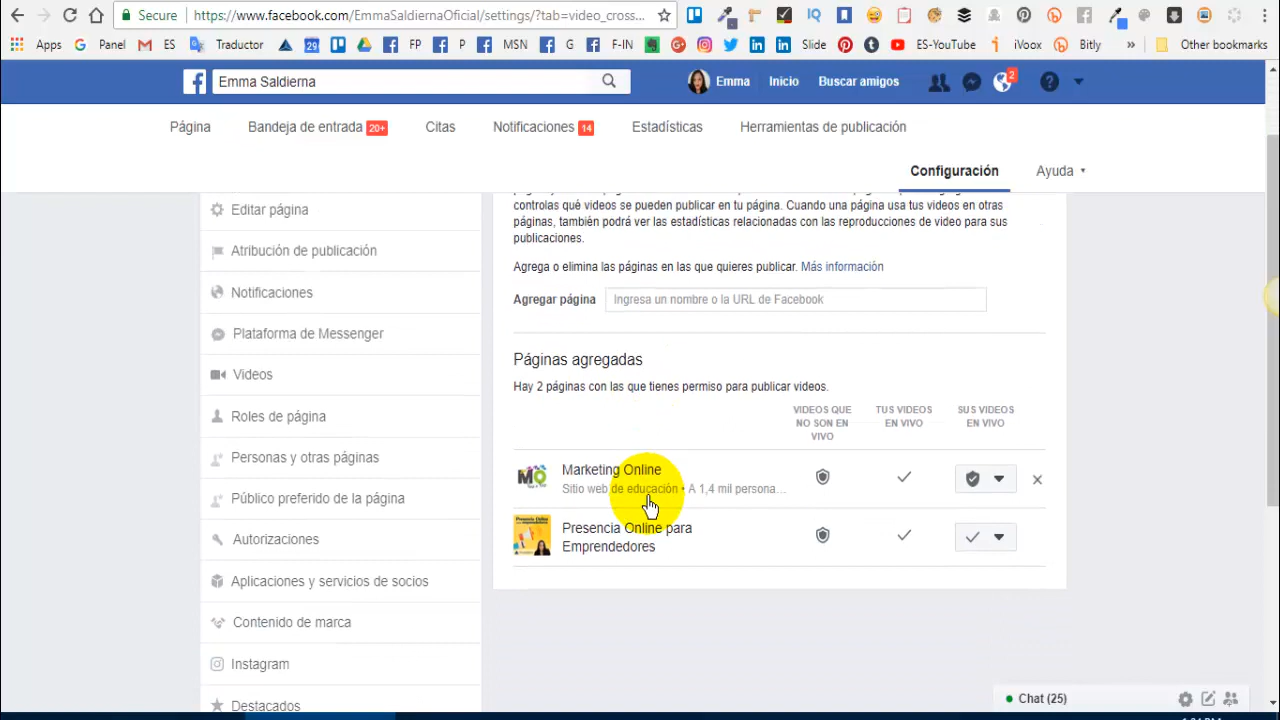 Secure https://www.facebook.com/EmmaSaldiernaOficial/settings/?tab=video_cross...
Apps Panel ES Traductor FP P MSN G F-IN Slide ES-YouTube iVoox Bitly » Other bookmarks
Emma Saldierna
Emma Inicio Buscar amigos 2
Página Bandeja de entrada 20+ Citas Notificaciones 14 Estadísticas Herramientas de publicación
Configuración Ayuda
Editar página
Atribución de publicación
Notificaciones
Plataforma de Messenger
Videos
Roles de página
Personas y otras páginas
Público preferido de la página
Autorizaciones
Aplicaciones y servicios de socios
Contenido de marca
Instagram
Destacados
controlas qué videos se pueden publicar en tu página. Cuando una página usa tus videos en otras
páginas, también podrá ver las estadísticas relacionadas con las reproducciones de video para sus
publicaciones.
Agrega o elimina las páginas en las que quieres publicar. Más información
Agregar página Ingresa un nombre o la URL de Facebook
Páginas agregadas
Hay 2 páginas con las que tienes permiso para publicar videos.
VIDEOS QUE NO SON EN VIVO
TUS VIDEOS EN VIVO
SUS VIDEOS EN VIVO
Marketing Online
Sitio web de educación • A 1,4 mil persona...
Presencia Online para
Emprendedores
Chat (25)